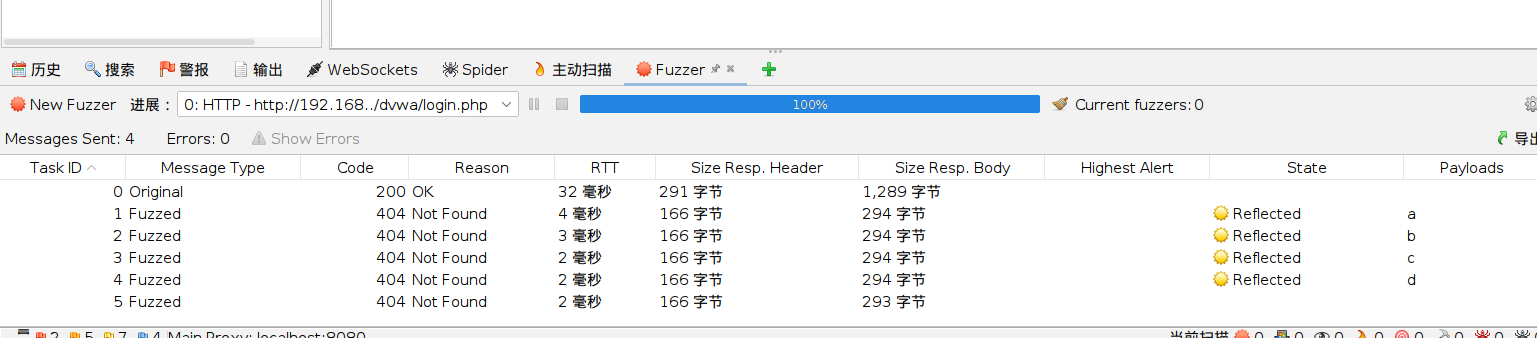 历史 搜索 警报 输出 WebSockets Spider 主动扫描 Fuzzer
New Fuzzer 进展： 0: HTTP - http://192.168../dvwa/login.php 100% Current fuzzers: 0
Messages Sent: 4 Errors: 0 Show Errors 导出
Task ID Message Type Code Reason RTT Size Resp. Header Size Resp. Body Highest Alert State Payloads
0 Original 200 OK 32 毫秒 291 字节 1,289 字节
1 Fuzzed 404 Not Found 4 毫秒 166 字节 294 字节 Reflected a
2 Fuzzed 404 Not Found 3 毫秒 166 字节 294 字节 Reflected b
3 Fuzzed 404 Not Found 2 毫秒 166 字节 294 字节 Reflected c
4 Fuzzed 404 Not Found 2 毫秒 166 字节 294 字节 Reflected d
5 Fuzzed 404 Not Found 2 毫秒 166 字节 293 字节
2 5 7 4 Main Proxy: localhost:8080 当前扫描 0 0 0 0 0 0 0